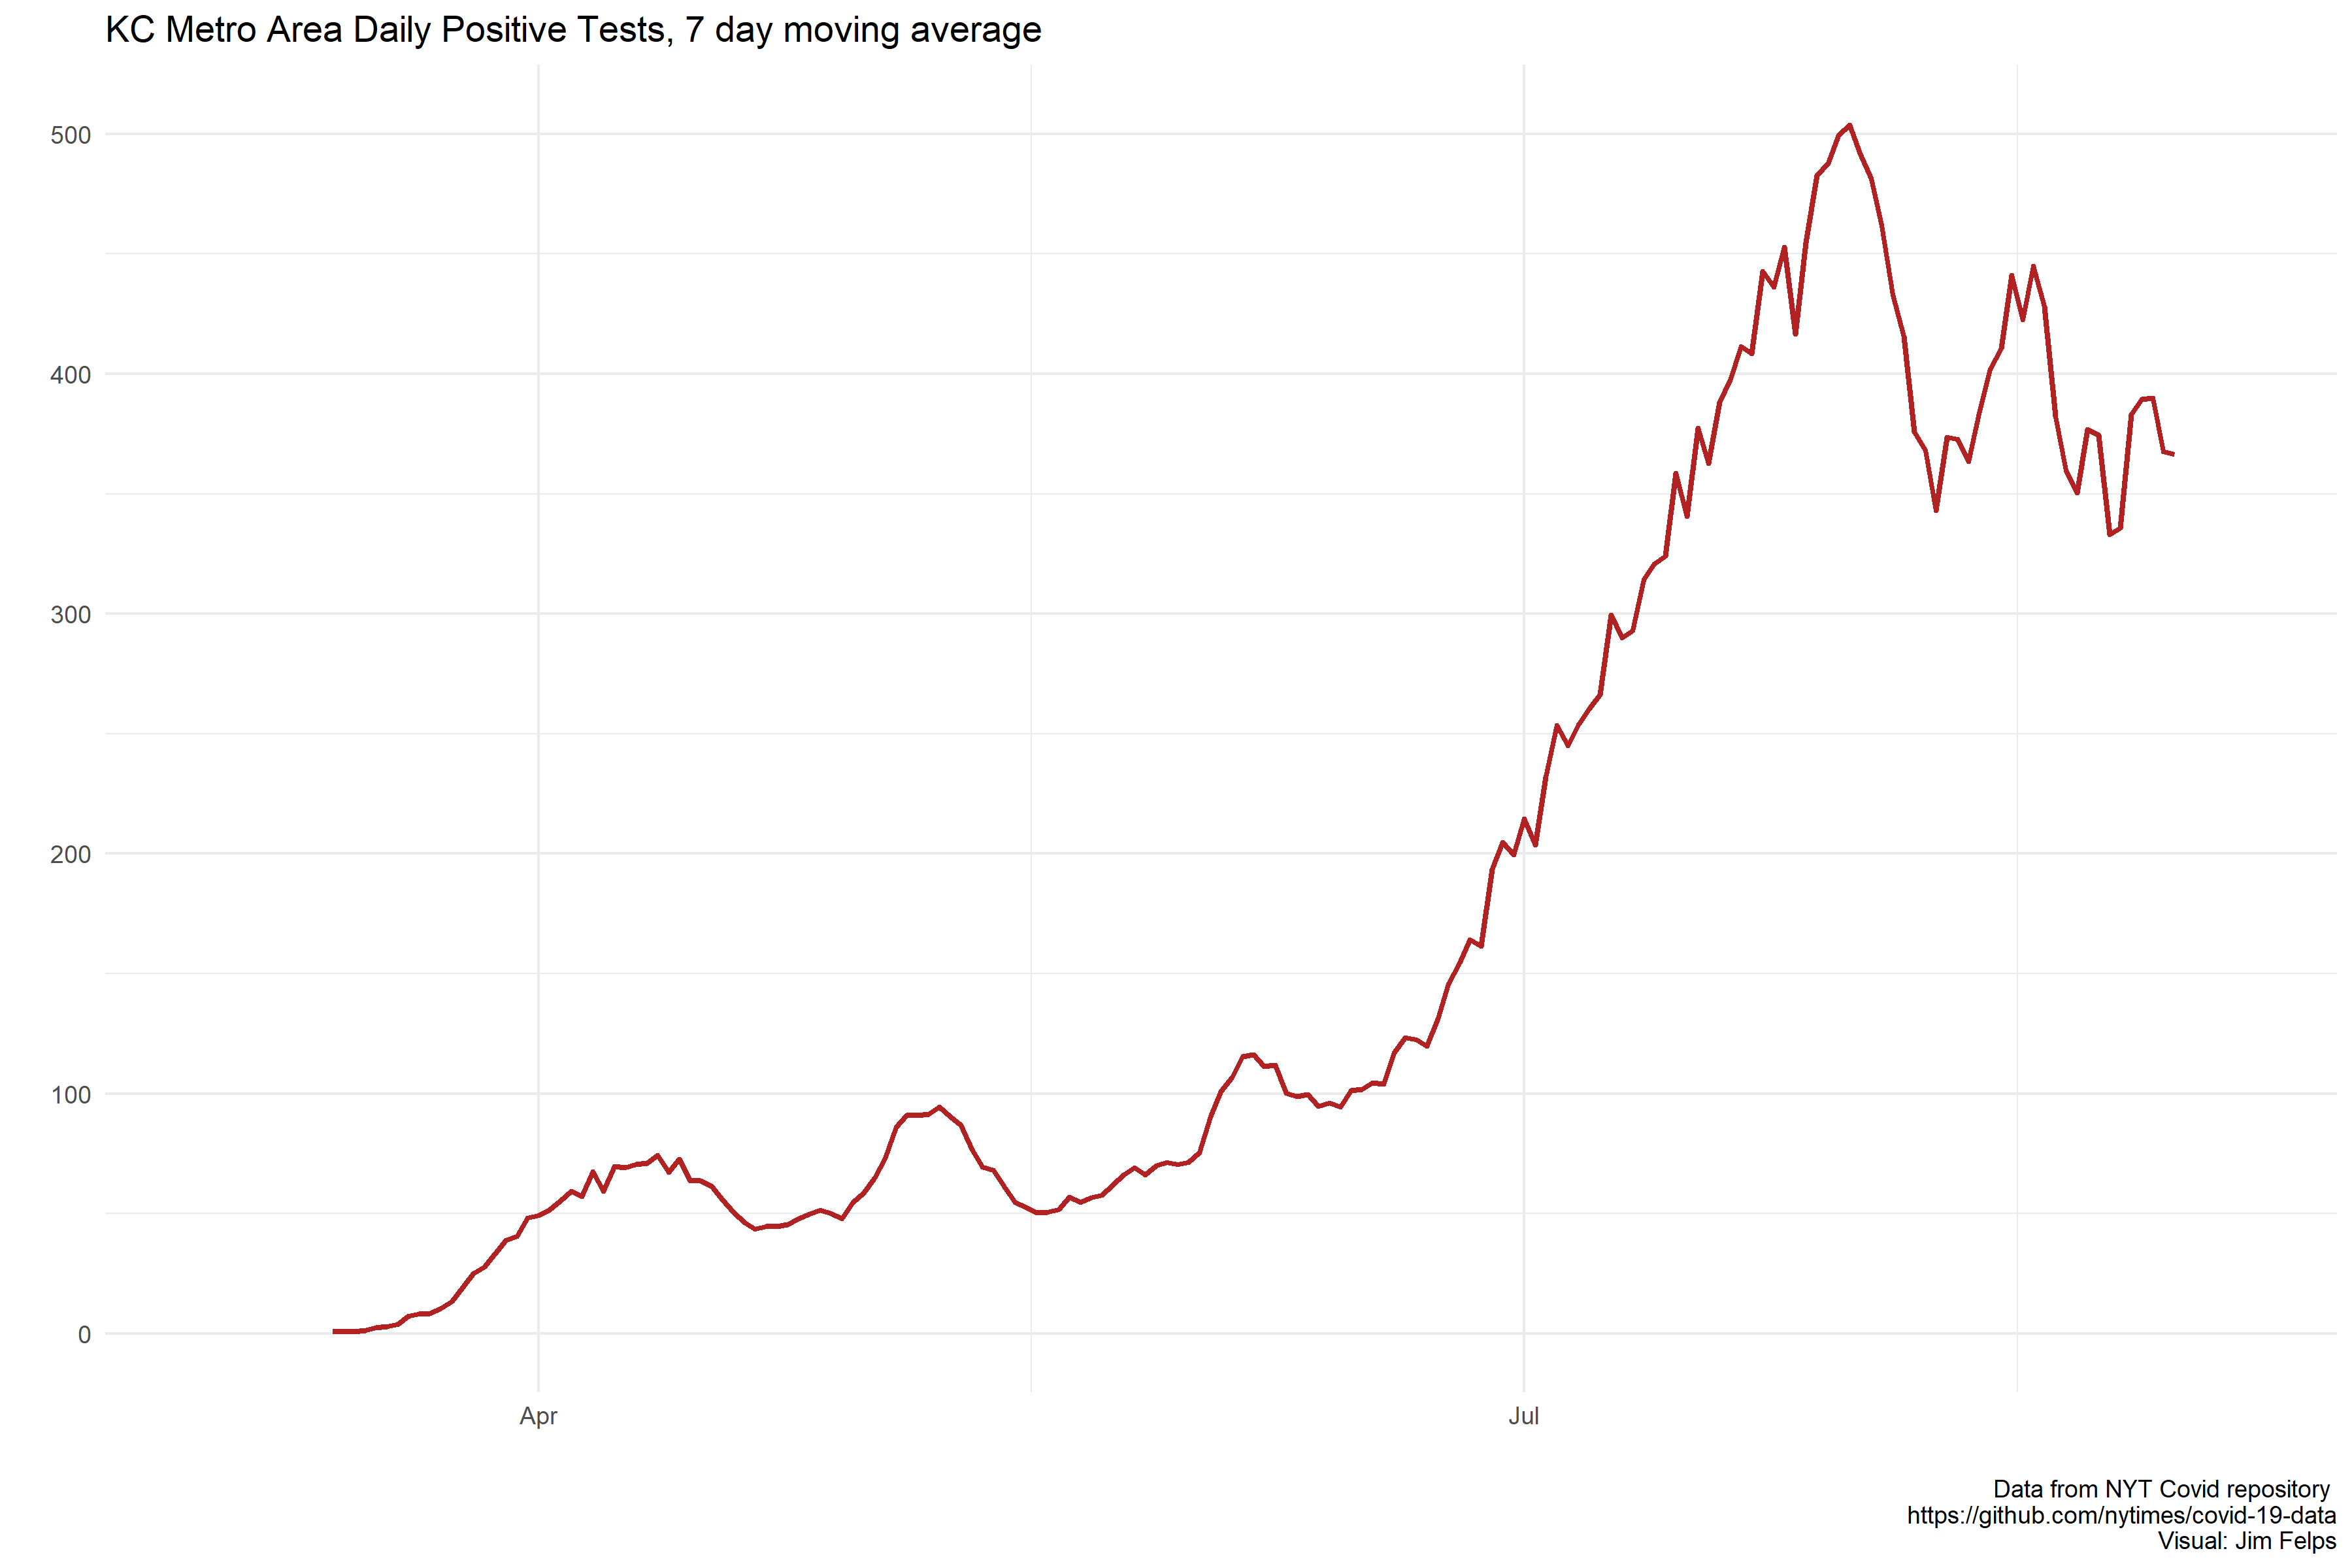 KC Metro Area Daily Positive Tests, 7 day moving average
500
400
300
200
100
0
Apr
Jul
Data from NYT Covid repository
https://github.com/nytimes/covid-19-data
Visual: Jim Felps